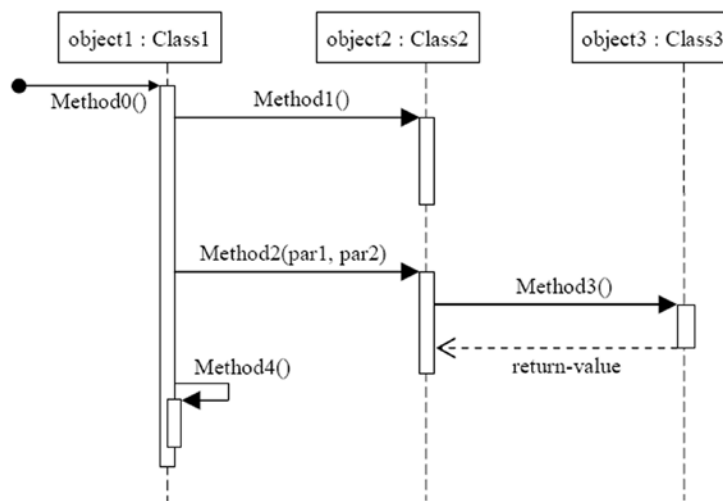 object1 : Class1
object2 : Class2
object3 : Class3
Method0()
Method1()
Method2(par1, par2)
Method3()
return-value
Method4()